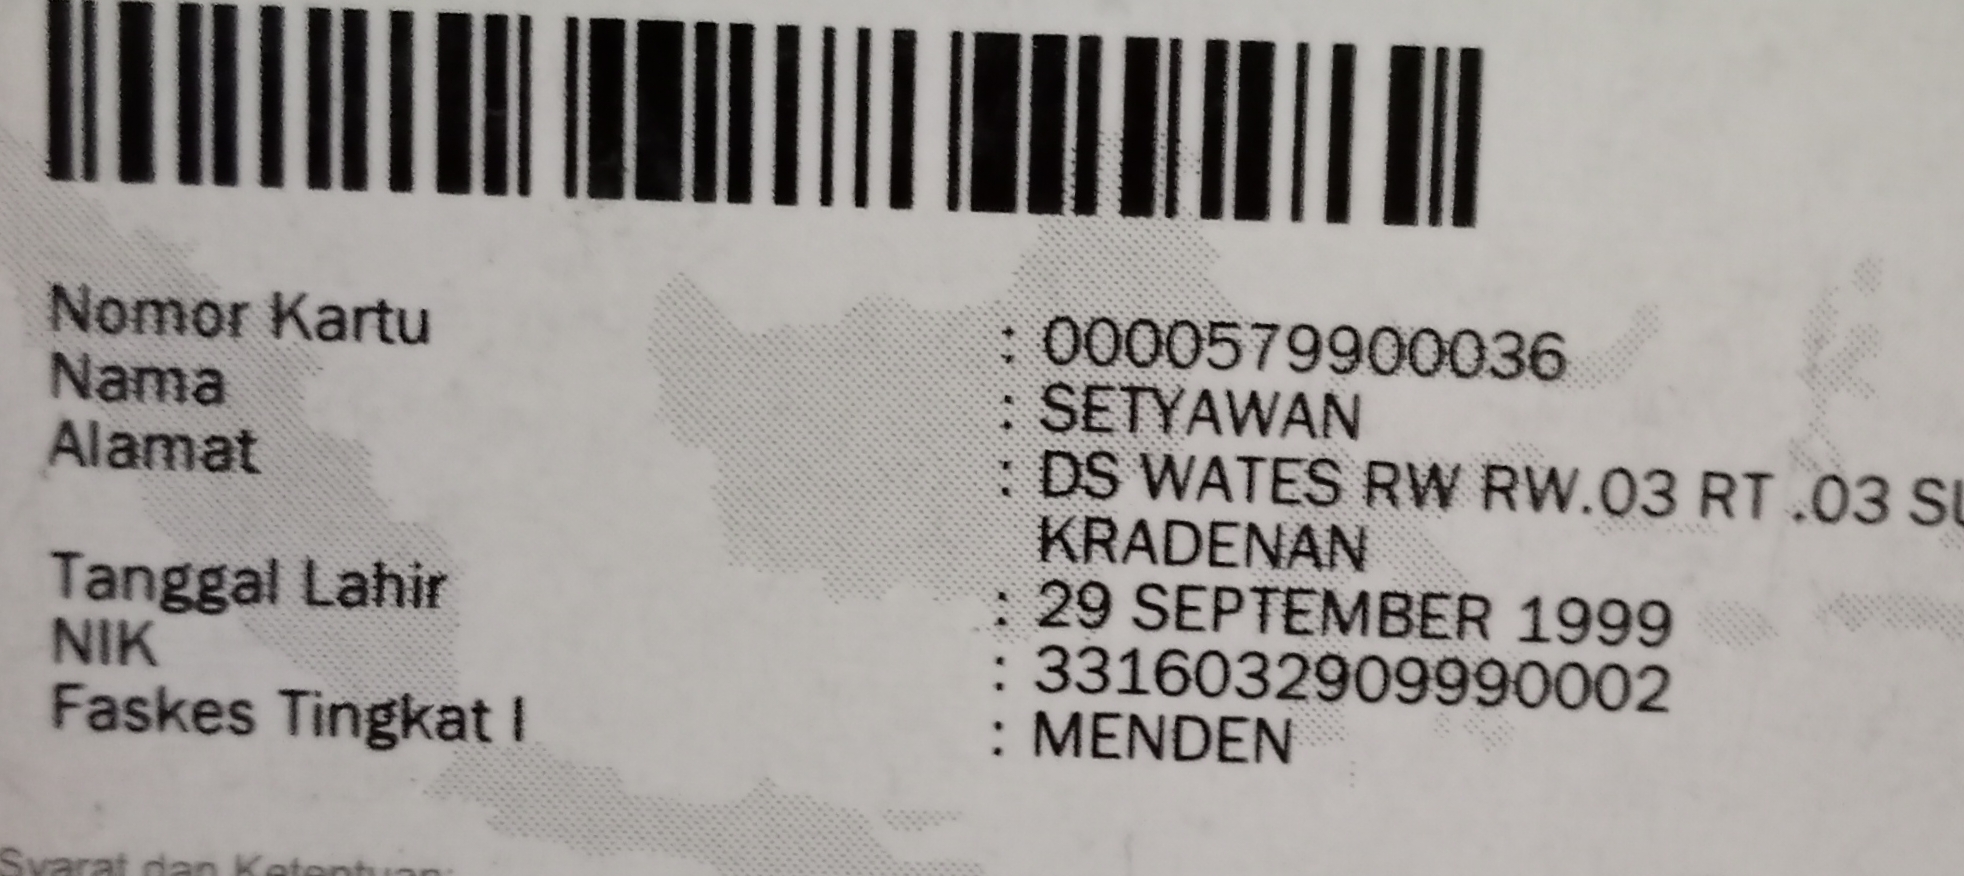 Nomor Kartu : 0000579900036
Nama : SETYAWAN
Alamat : DS WATES RW RW.03 RT .03
KRADENAN
Tanggal Lahir : 29 SEPTEMBER 1999
NIK : 3316032909990002
Faskes Tingkat I : MENDEN
Syarat dan Ketentuan: